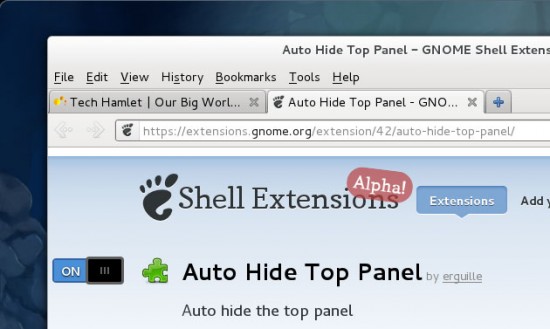 Auto Hide Top Panel - GNOME Shell Extens
File Edit View History Bookmarks Tools Help
Tech Hamlet | Our Big Worl... Auto Hide Top Panel - GNO...
https://extensions.gnome.org/extension/42/auto-hide-top-panel/
Shell Extensions Alpha! Extensions Add y
ON Auto Hide Top Panel by erguille
Auto hide the top panel